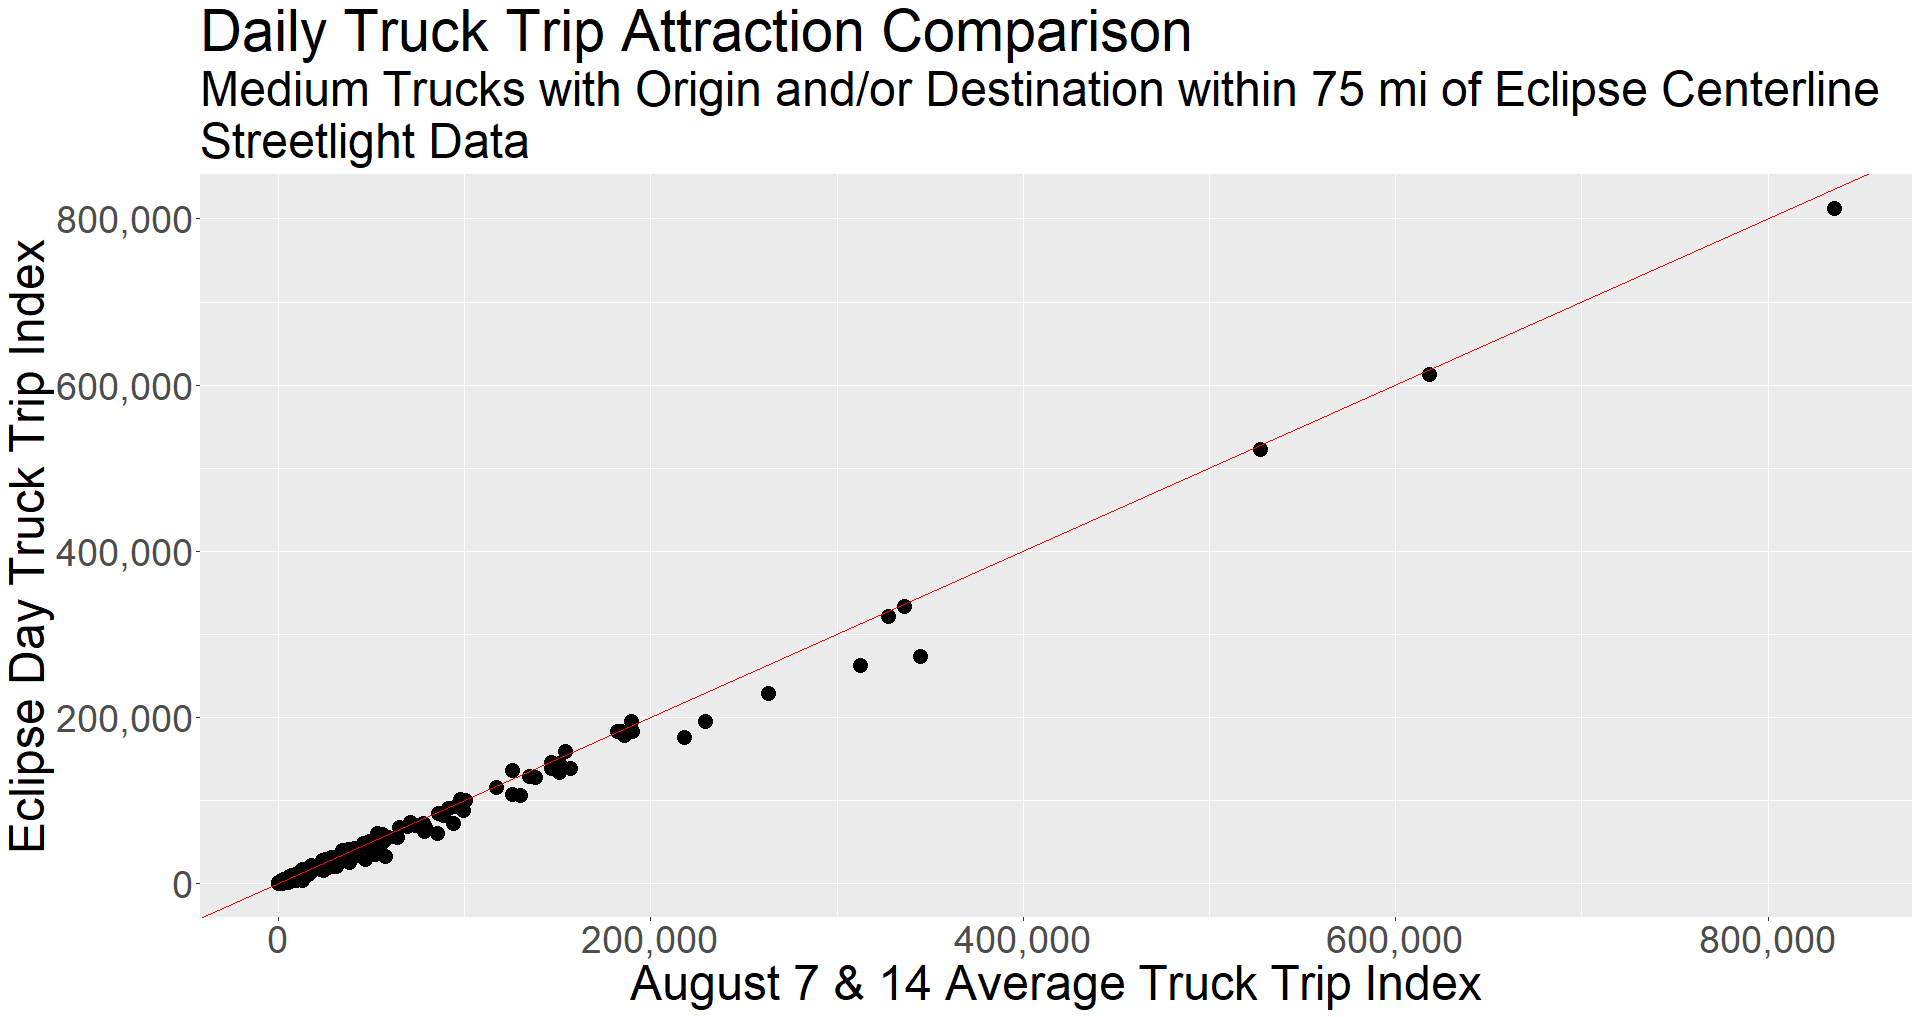 Daily Truck Trip Attraction Comparison
Medium Trucks with Origin and/or Destination within 75 mi of Eclipse Centerline
Streetlight Data
Eclipse Day Truck Trip Index
800,000
600,000
400,000
200,000
0
0 200,000 400,000 600,000 800,000
August 7 & 14 Average Truck Trip Index